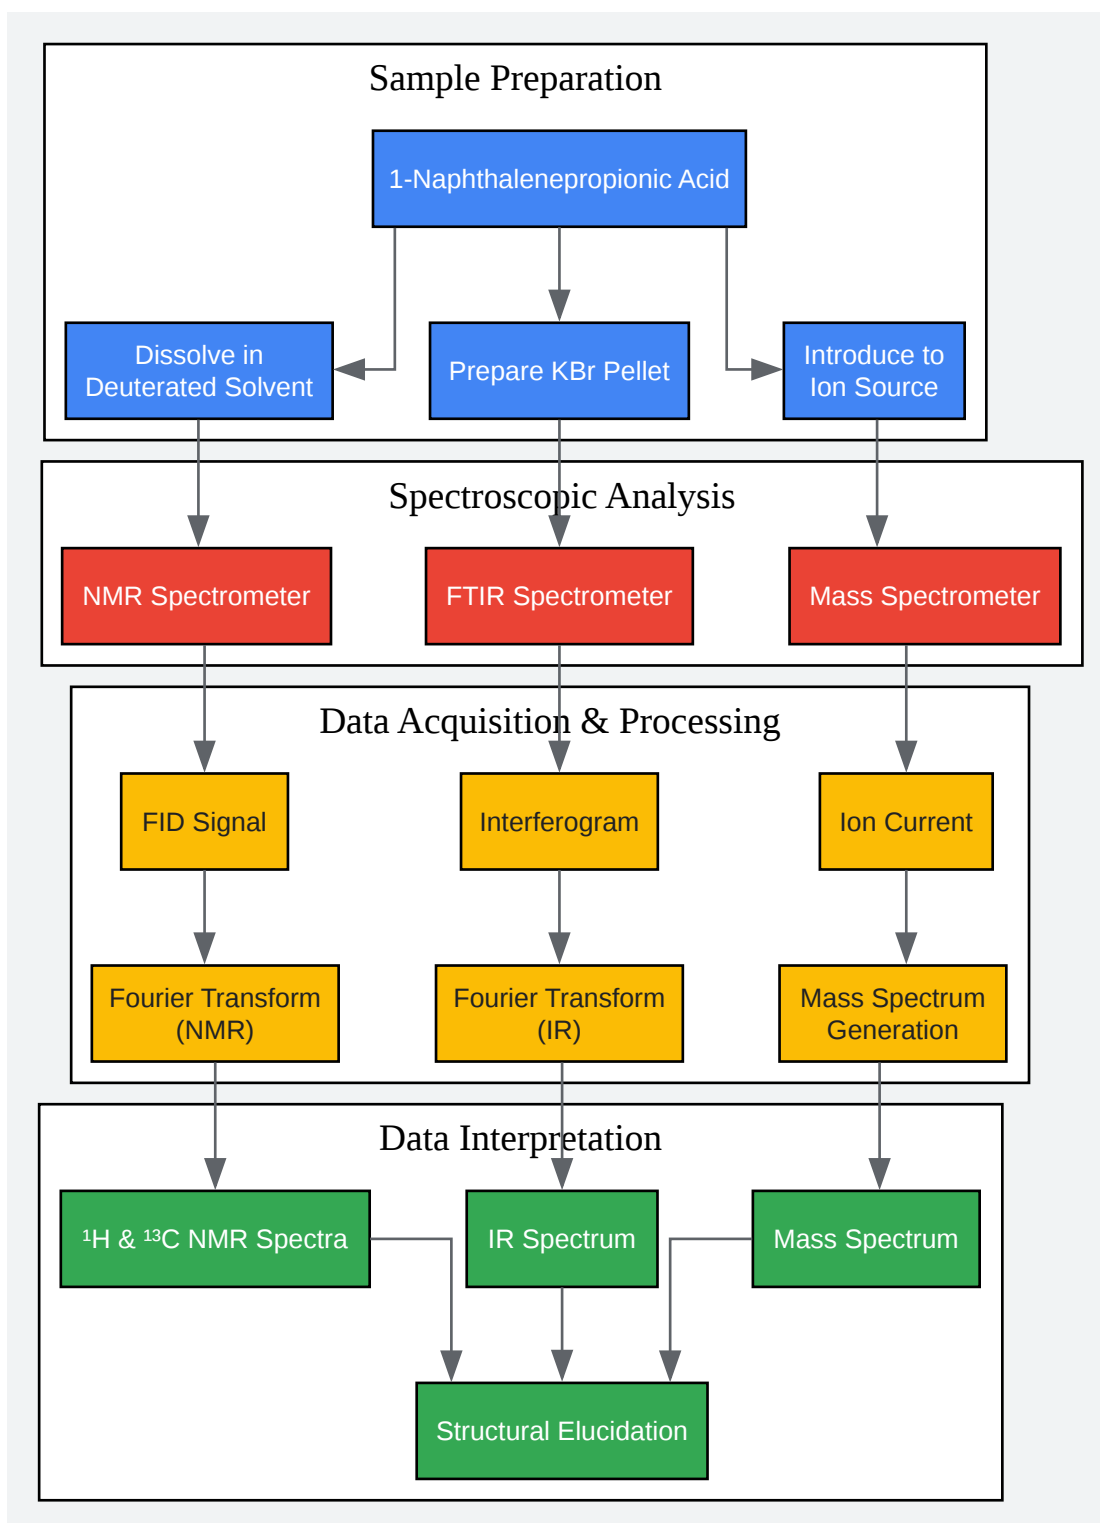 Sample Preparation
1-Naphthalenepropionic Acid
Dissolve in
Deuterated Solvent
Prepare KBr Pellet
Introduce to
Ion Source
Spectroscopic Analysis
NMR Spectrometer
FTIR Spectrometer
Mass Spectrometer
Data Acquisition & Processing
FID Signal
Interferogram
Ion Current
Fourier Transform
(NMR)
Fourier Transform
(IR)
Mass Spectrum
Generation
Data Interpretation
¹H & ¹³C NMR Spectra
IR Spectrum
Mass Spectrum
Structural Elucidation